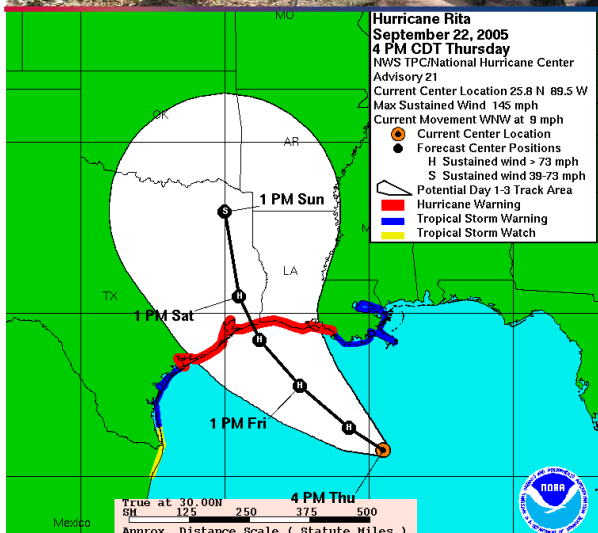 MO
Hurricane Rita
September 22, 2005
4 PM CDT Thursday
NWS TPC/National Hurricane Center
Advisory 21
Current Center Location 25.8 N 89.5 W
Max Sustained Wind 145 mph
Current Movement WNW at 9 mph
Current Center Location
Forecast Center Positions
H Sustained wind > 73 mph
S Sustained wind 39-73 mph
Potential Day 1-3 Track Area
Hurricane Warning
Tropical Storm Warning
Tropical Storm Watch
OK
AR
S
1 PM Sun
LA
TX
H
1 PM Sat
H
H
1 PM Fri
H
4 PM Thu
NOAA
True at 30.00N
SM 125 250 375 500
Approx. Distance Scale ( Statute Miles )
Mexico